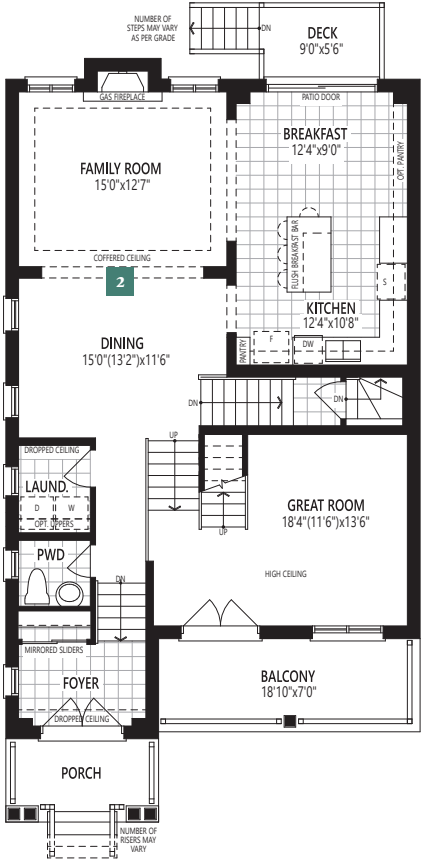 NUMBER OF
STEPS MAY VARY
AS PER GRADE
DN
DECK
9'0"x5'6"
GAS FIREPLACE
PATIO DOOR
BREAKFAST
12'4"x9'0"
OPT. PANTRY
FAMILY ROOM
15'0"x12'7"
FLUSH BREAKFAST BAR
COFFERED CEILING
2
S
KITCHEN
12'4"x10'8"
DINING
15'0"(13'2")x11'6"
PANTRY
F
DW
DN
DN
UP
DROPPED CEILING
LAUND.
D
W
OPT. UPPERS
GREAT ROOM
18'4"(11'6")x13'6"
UP
PWD
DN
HIGH CEILING
MIRRORED SLIDERS
FOYER
DROPPED CEILING
BALCONY
18'10"x7'0"
PORCH
NUMBER OF
RISERS MAY
VARY